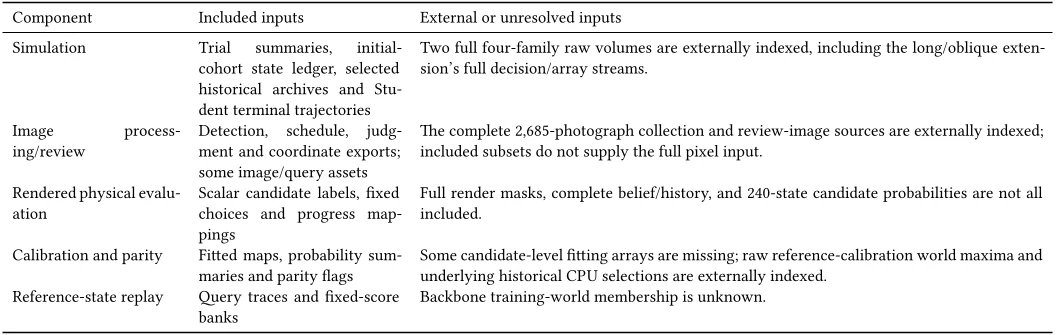 Component Included inputs External or unresolved inputs
Simulation Trial summaries, initial- Two full four-family raw volumes are externally indexed, including the long/oblique exten-
cohort state ledger, selected sion's full decision/array streams.
historical archives and Stu-
dent terminal trajectories
Image process- Detection, schedule, judg- The complete 2,685-photograph collection and review-image sources are externally indexed;
ing/review ment and coordinate exports; included subsets do not supply the full pixel input.
some image/query assets
Rendered physical evalu- Scalar candidate labels, fixed Full render masks, complete belief/history, and 240-state candidate probabilities are not all
ation choices and progress map- included.
pings
Calibration and parity Fitted maps, probability sum- Some candidate-level fitting arrays are missing; raw reference-calibration world maxima and
maries and parity flags underlying historical CPU selections are externally indexed.
Reference-state replay Query traces and fixed-score Backbone training-world membership is unknown.
banks